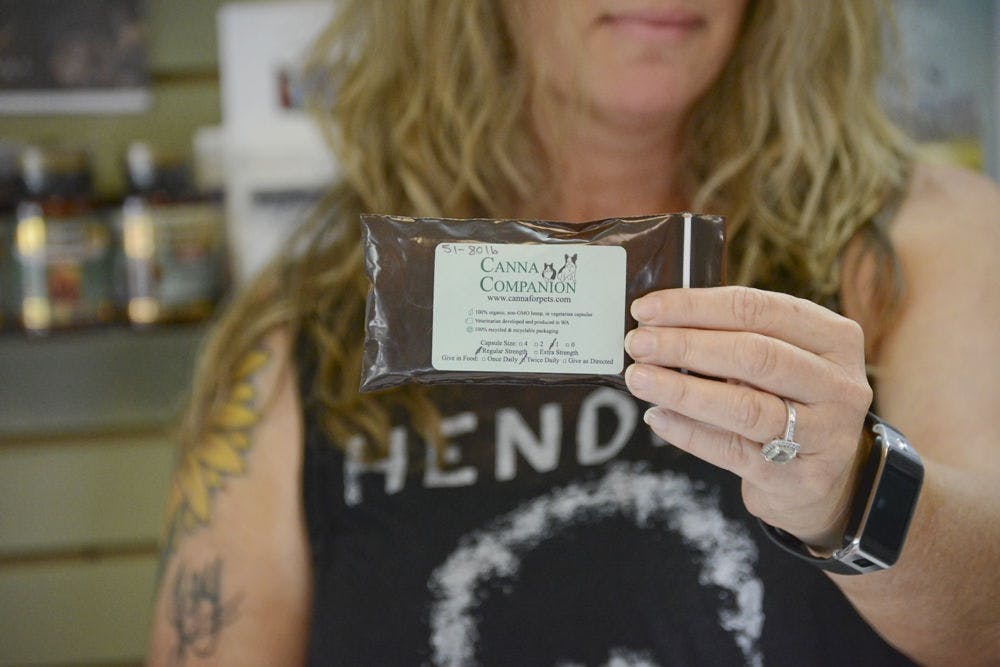 51-80lb
CANNA
COMPANION
www.cannaforpets.com
100% organic, non-GMO hemp, in vegetarian capsules
Veterinarian developed and produced in WA
100% recycled & recyclable packaging
Capsule Size: □ 4 □ 2 □ 1 □ 0
□ Regular Strength □ Extra Strength
Give in Food: □ Once Daily □ Twice Daily □ Give as Directed
HEND